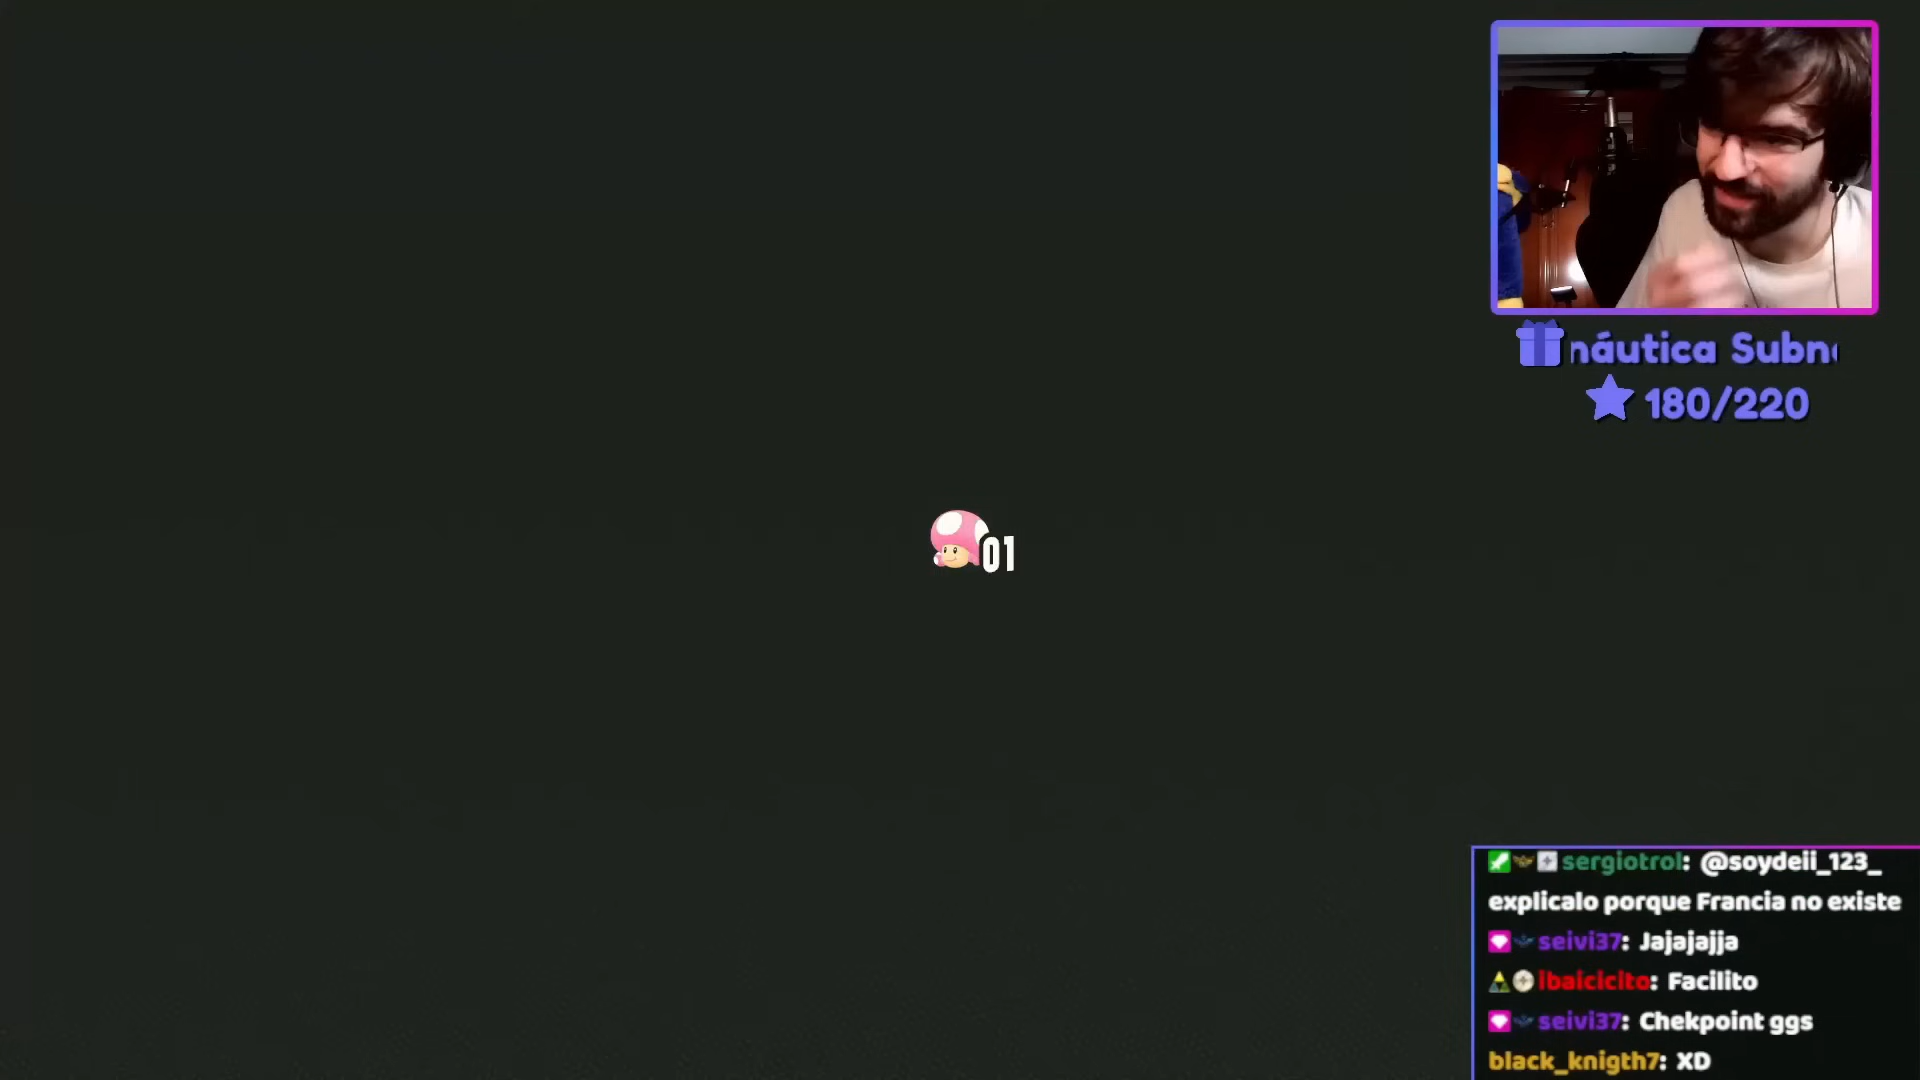 náutica Subn
180/220
01
sergiotrol: @soydeii_123_
explicalo porque Francia no existe
seivi37: Jajajajja
ibaicicito: Facilito
seivi37: Chekpoint ggs
black_knigth7: XD